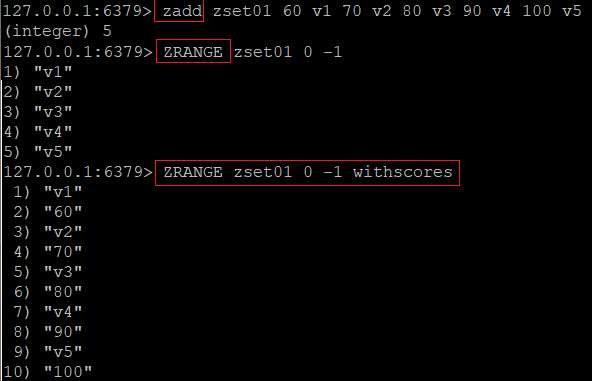 127.0.0.1:6379> zadd zset01 60 v1 70 v2 80 v3 90 v4 100 v5
(integer) 5
127.0.0.1:6379> ZRANGE zset01 0 -1
1) "v1"
2) "v2"
3) "v3"
4) "v4"
5) "v5"
127.0.0.1:6379> ZRANGE zset01 0 -1 withscores
1) "v1"
2) "60"
3) "v2"
4) "70"
5) "v3"
6) "80"
7) "v4"
8) "90"
9) "v5"
10) "100"